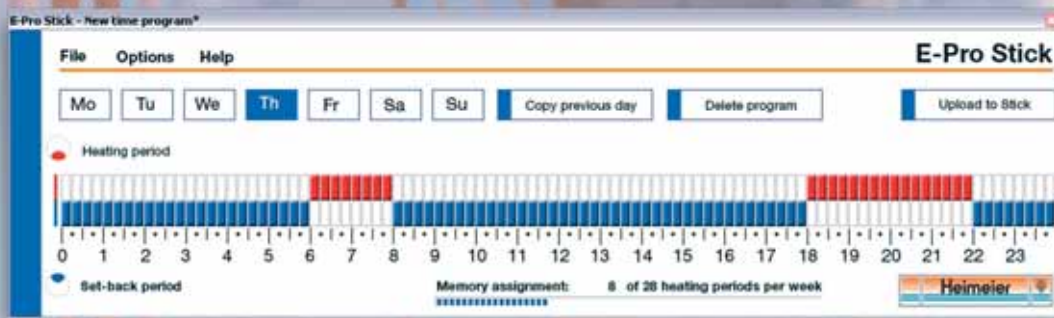 E-Pro Stick - New time program*
File Options Help
E-Pro Stick
Mo Tu We Th Fr Sa Su Copy previous day Delete program Upload to Stick
Heating period
0 1 2 3 4 5 6 7 8 9 10 11 12 13 14 15 16 17 18 19 20 21 22 23
Set-back period Memory assignment: 8 of 28 heating periods per week Heimeier